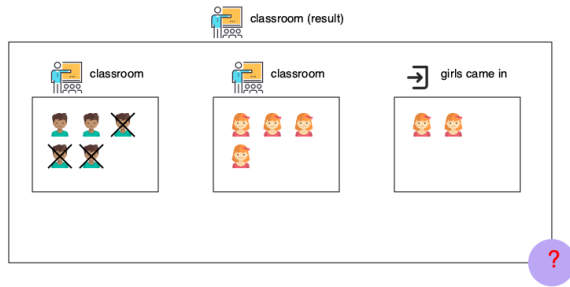 classroom (result)
classroom
classroom
girls came in
?